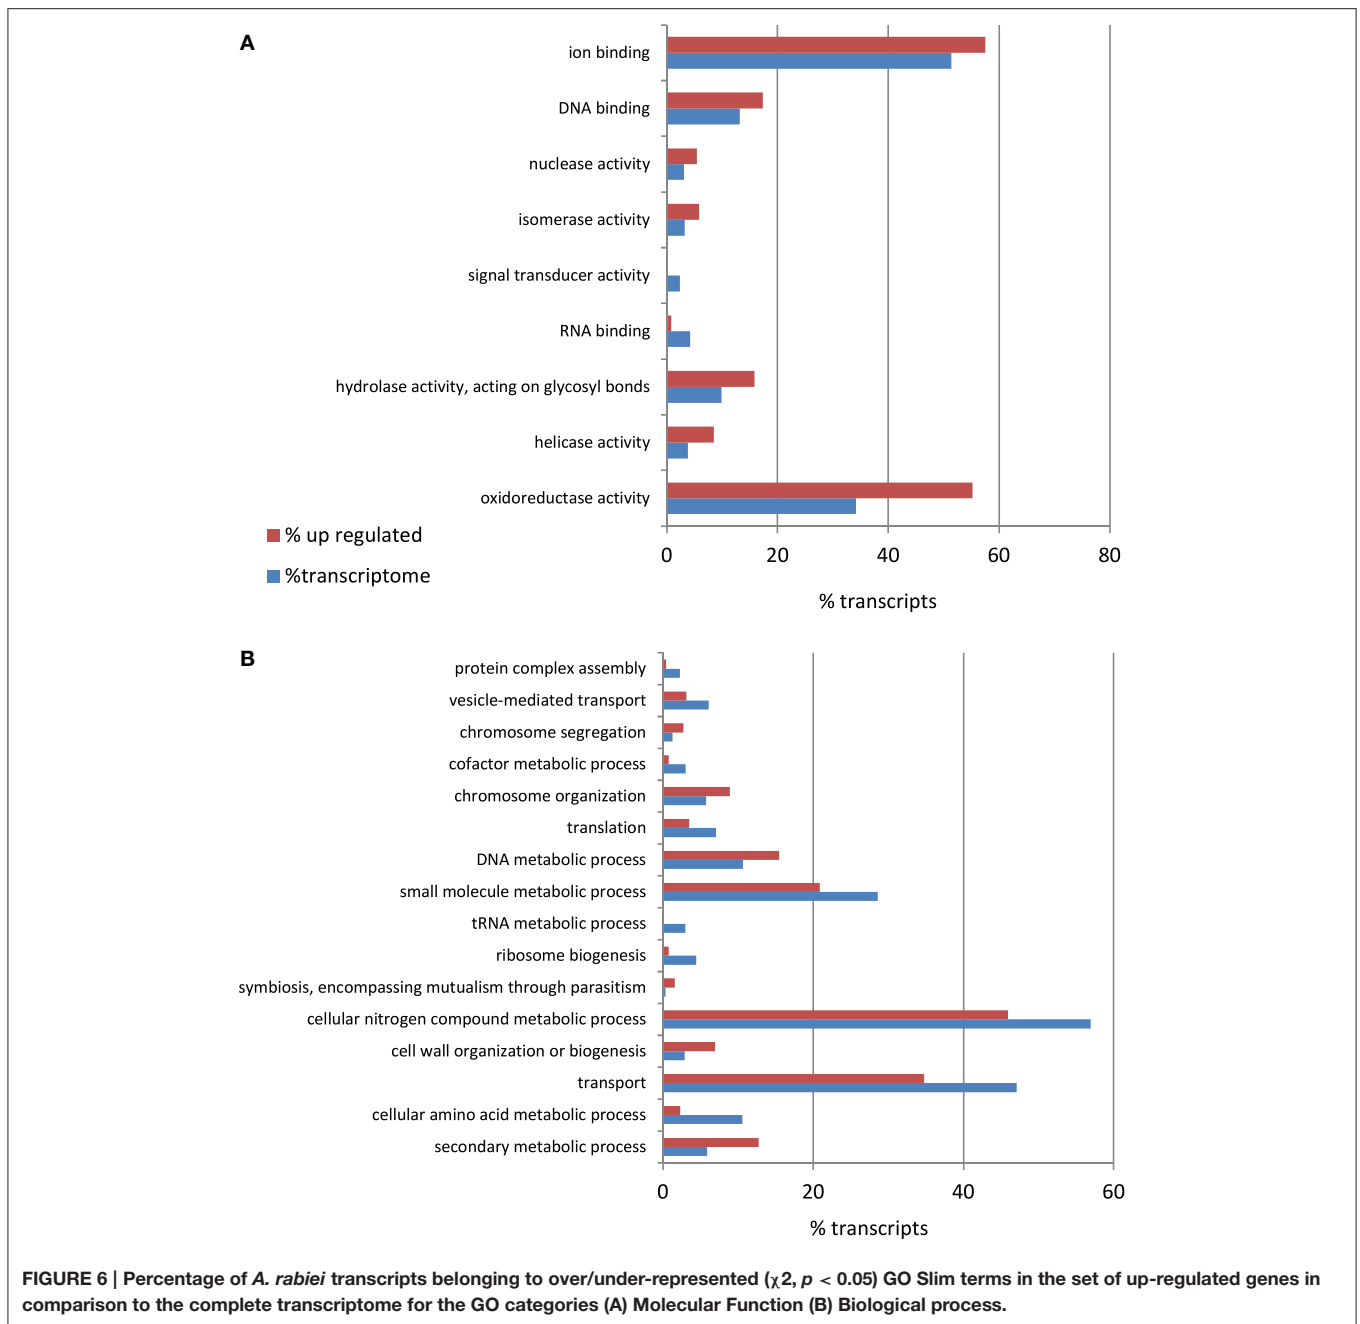 A
ion binding
DNA binding
nuclease activity
isomerase activity
signal transducer activity
RNA binding
hydrolase activity, acting on glycosyl bonds
helicase activity
oxidoreductase activity
% up regulated
%transcriptome
0 20 40 60 80
% transcripts
B
protein complex assembly
vesicle-mediated transport
chromosome segregation
cofactor metabolic process
chromosome organization
translation
DNA metabolic process
small molecule metabolic process
tRNA metabolic process
ribosome biogenesis
symbiosis, encompassing mutualism through parasitism
cellular nitrogen compound metabolic process
cell wall organization or biogenesis
transport
cellular amino acid metabolic process
secondary metabolic process
0 20 40 60
% transcripts
FIGURE 6 | Percentage of A. rabiei transcripts belonging to over/under-represented (χ2, p < 0.05) GO Slim terms in the set of up-regulated genes in
comparison to the complete transcriptome for the GO categories (A) Molecular Function (B) Biological process.